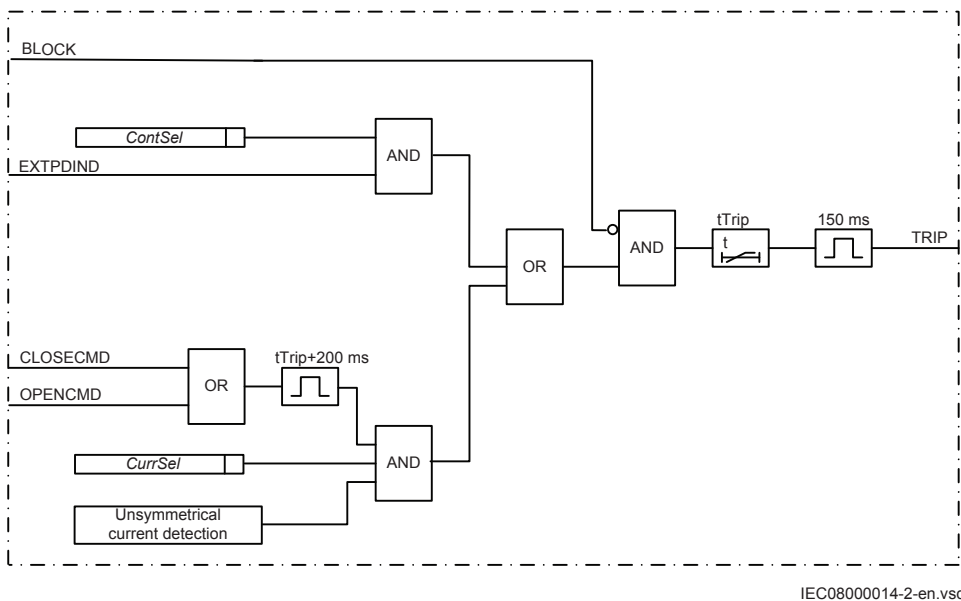 BLOCK
ContSel
EXTPDIND
AND
tTrip
150 ms
t
TRIP
AND
OR
CLOSECMD
tTrip+200 ms
OR
OPENCMD
CurrSel
AND
Unsymmetrical
current detection
IEC08000014-2-en.vsd